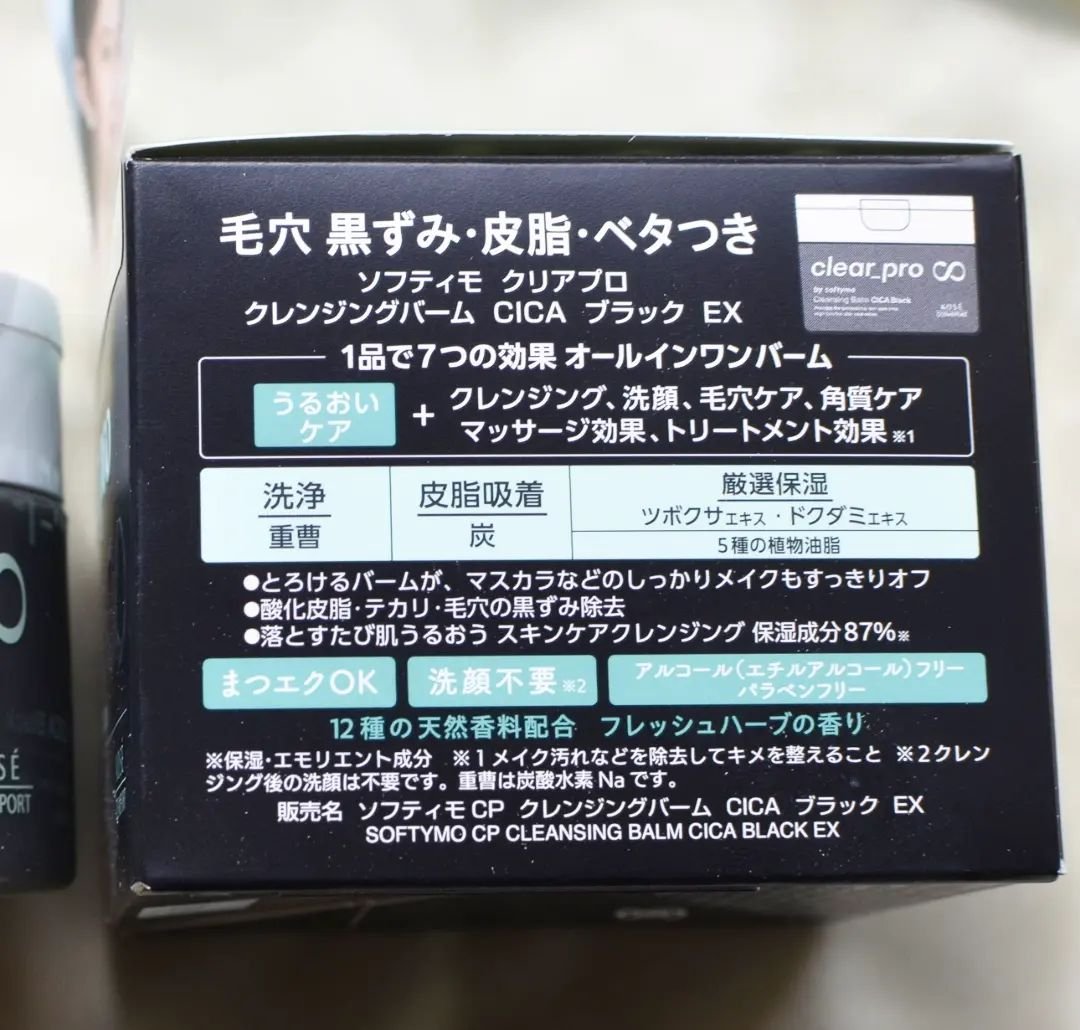 毛穴 黒ずみ・皮脂・ベタつき
ソフティモ クリアプロ
クレンジングバーム CICA ブラック EX
clear_pro
by softymo
Cleansing Balm CICA Black
KOSÉ
1品で7つの効果 オールインワンバーム
うるおい
ケア
+
クレンジング、洗顔、毛穴ケア、角質ケア
マッサージ効果、トリートメント効果※1
洗浄
重曹
皮脂吸着
炭
厳選保湿
ツボクサエキス・ドクダミエキス
5種の植物油脂
●とろけるバームが、マスカラなどのしっかりメイクもすっきりオフ
●酸化皮脂・テカリ・毛穴の黒ずみ除去
●落とすたび肌うるおう スキンケアクレンジング 保湿成分87%※
まつエクOK
洗顔不要※2
アルコール(エチルアルコール)フリー
パラベンフリー
12種の天然香料配合 フレッシュハーブの香り
※保湿・エモリエント成分 ※1メイク汚れなどを除去してキメを整えること ※2クレン
ジング後の洗顔は不要です。重曹は炭酸水素Naです。
販売名 ソフティモCP クレンジングバーム CICA ブラック EX
SOFTYMO CP CLEANSING BALM CICA BLACK EX
SÉ
PORT